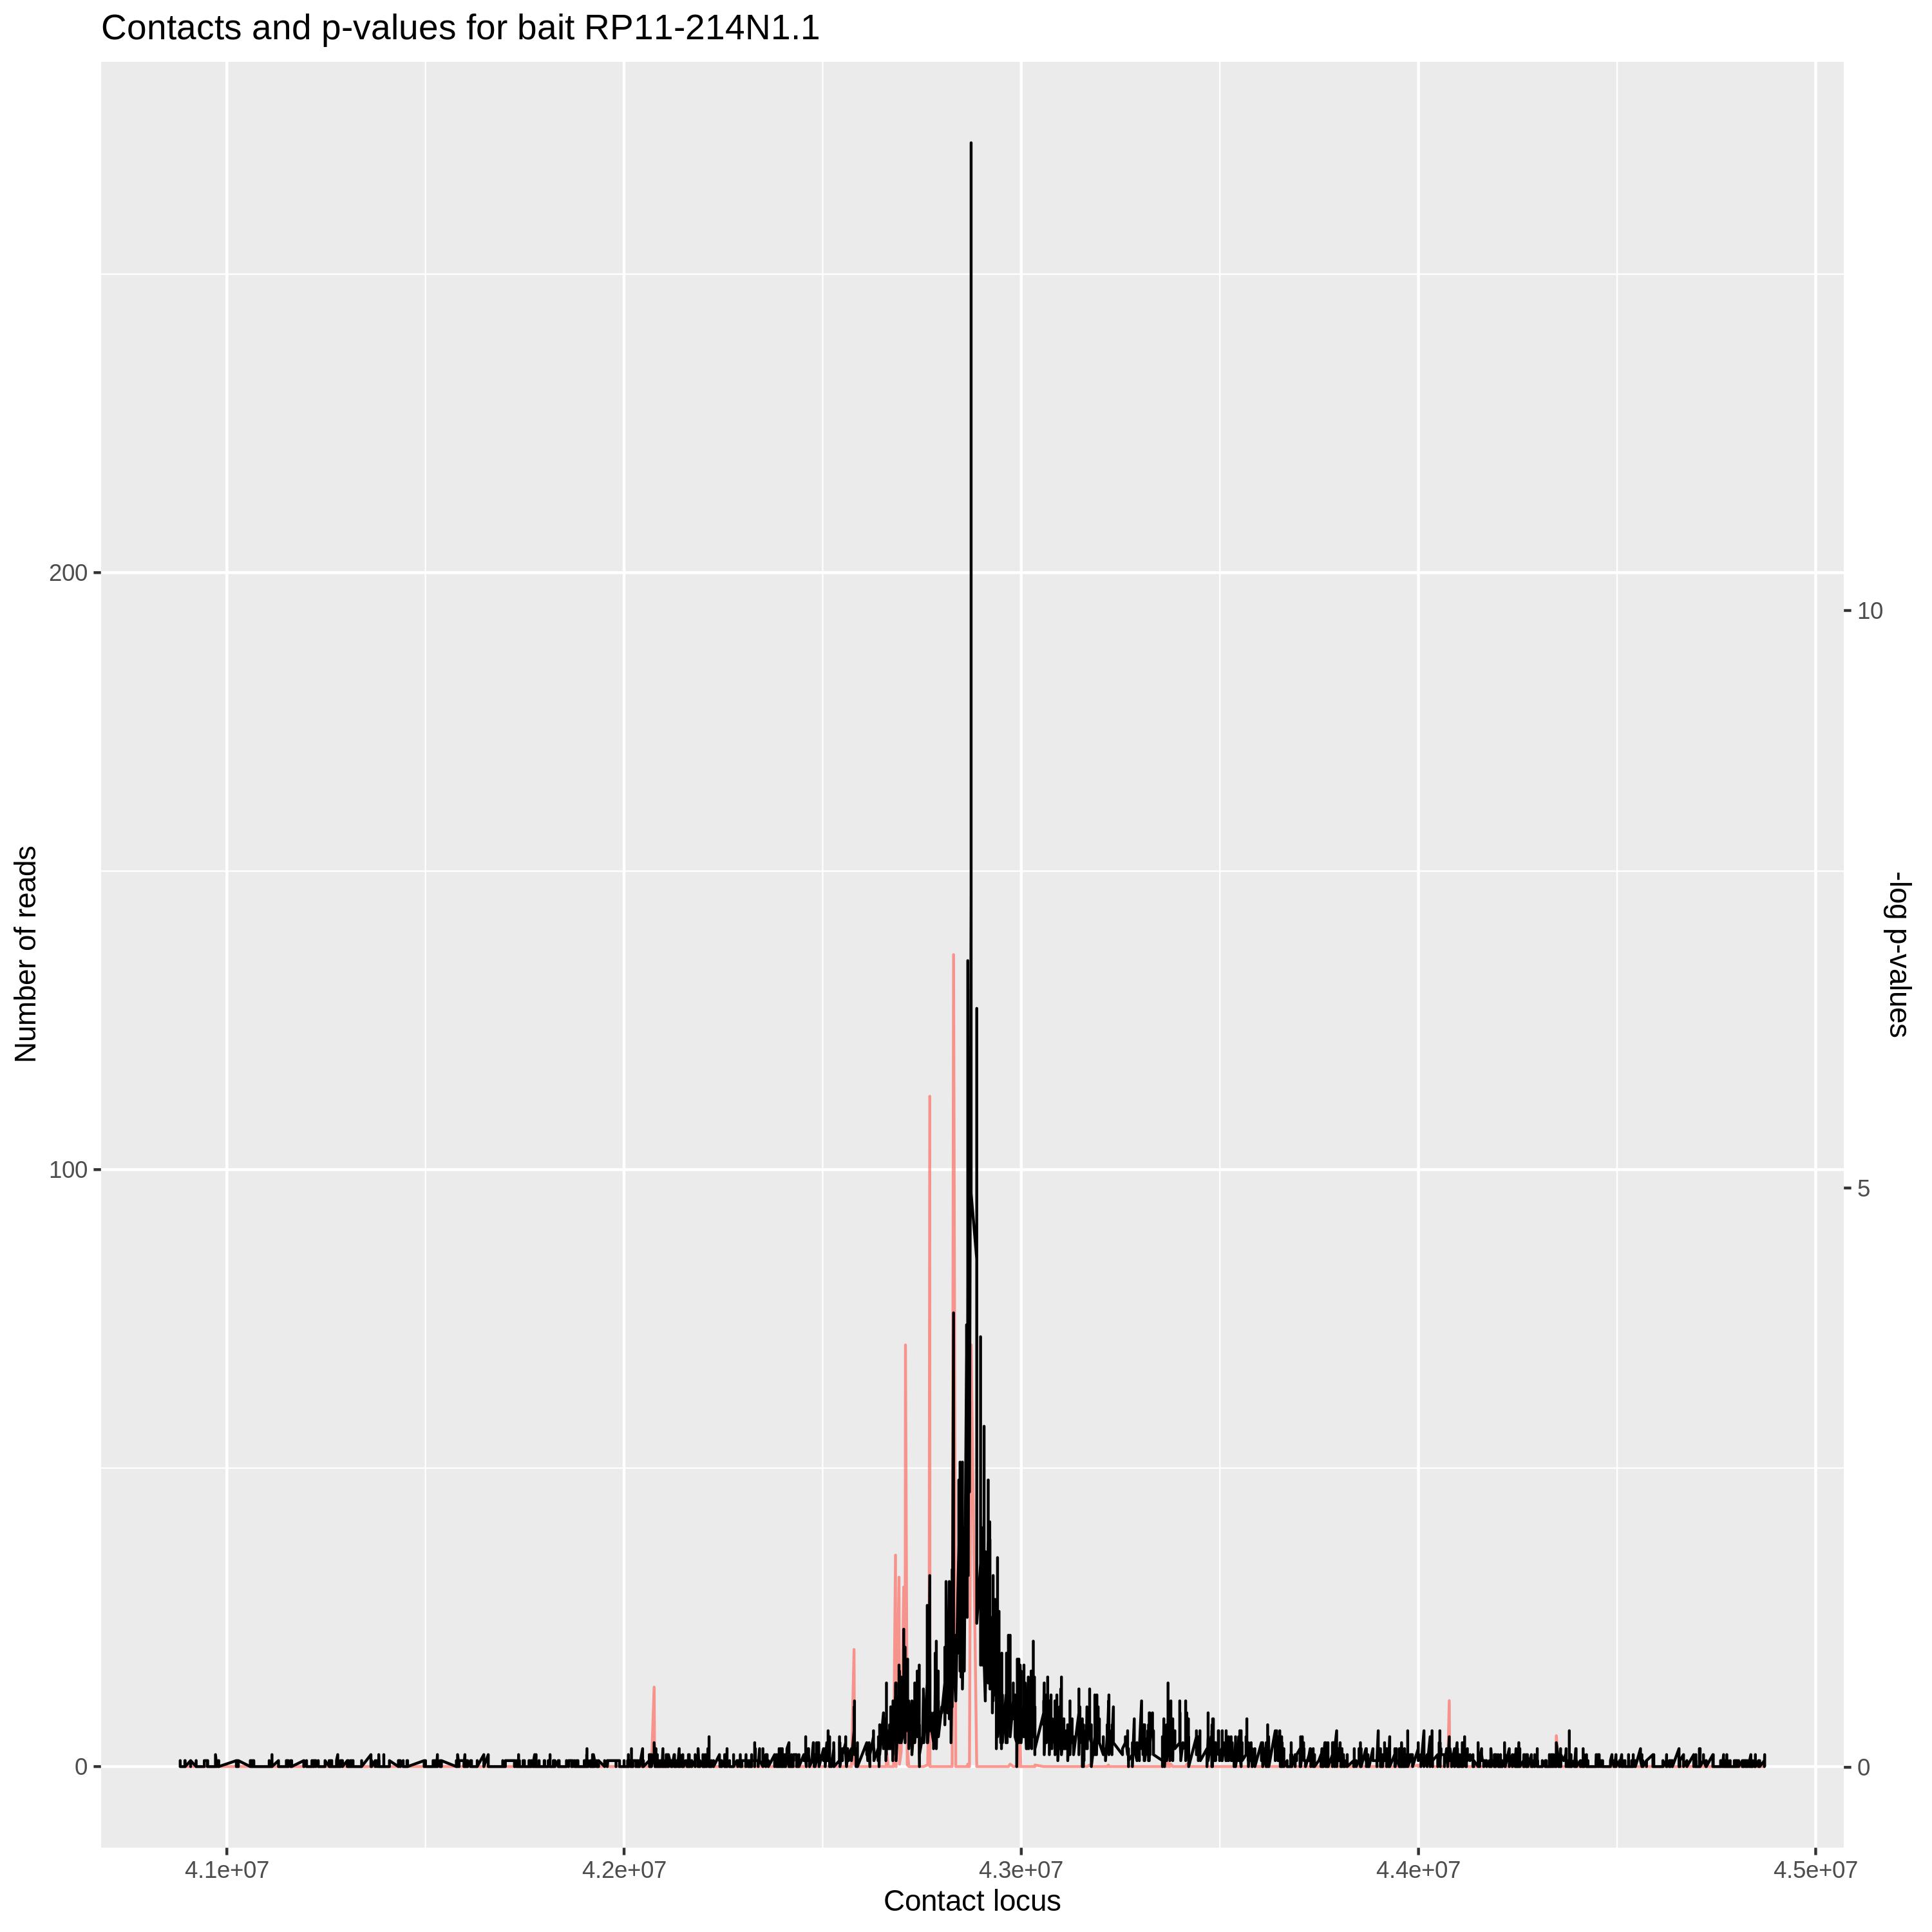 Contacts and p-values for bait RP11-214N1.1
200
100
0
Number of reads
10
5
0
-log p-values
4.1e+07
4.2e+07
4.3e+07
4.4e+07
4.5e+07
Contact locus